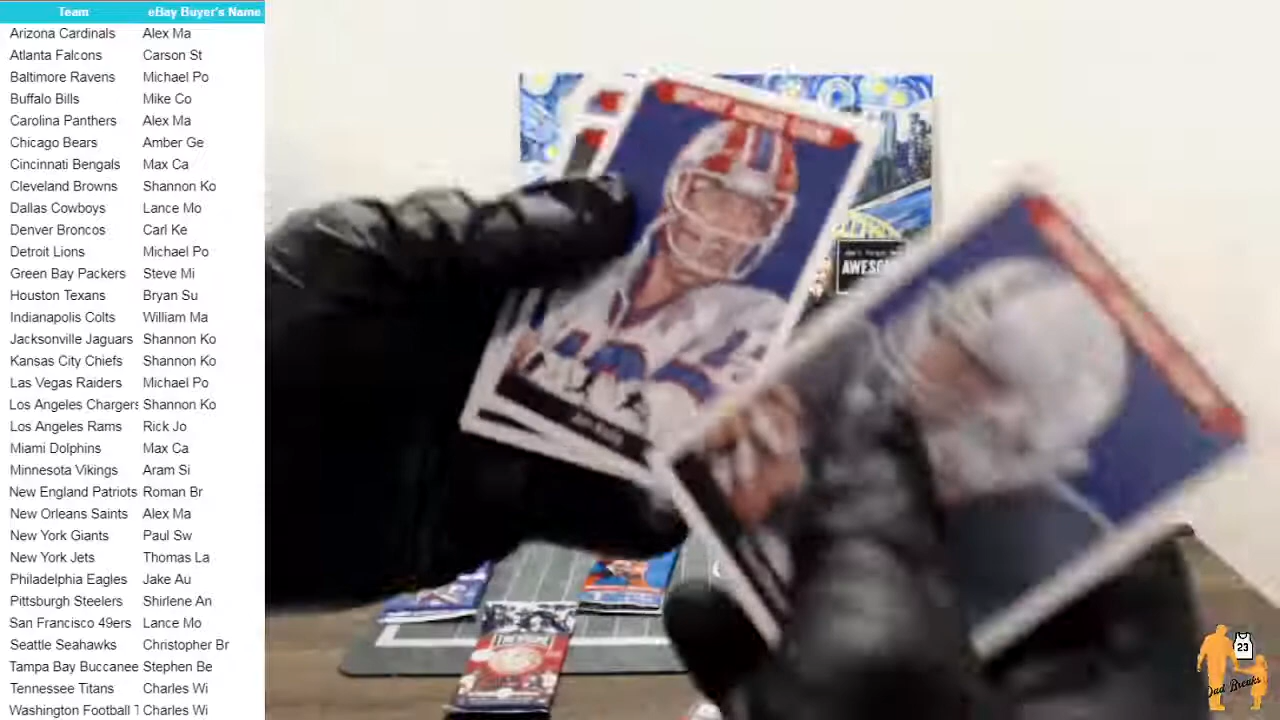 Team eBay Buyer's Name
Arizona Cardinals Alex Ma
Atlanta Falcons Carson St
Baltimore Ravens Michael Po
Buffalo Bills Mike Co
Carolina Panthers Alex Ma
Chicago Bears Amber Ge
Cincinnati Bengals Max Ca
Cleveland Browns Shannon Ko
Dallas Cowboys Lance Mo
Denver Broncos Carl Ke
Detroit Lions Michael Po
Green Bay Packers Steve Mi
Houston Texans Bryan Su
Indianapolis Colts William Ma
Jacksonville Jaguars Shannon Ko
Kansas City Chiefs Shannon Ko
Las Vegas Raiders Michael Po
Los Angeles Chargers Shannon Ko
Los Angeles Rams Rick Jo
Miami Dolphins Max Ca
Minnesota Vikings Aram Si
New England Patriots Roman Br
New Orleans Saints Alex Ma
New York Giants Paul Sw
New York Jets Thomas La
Philadelphia Eagles Jake Au
Pittsburgh Steelers Shirlene An
San Francisco 49ers Lance Mo
Seattle Seahawks Christopher Br
Tampa Bay Buccanee Stephen Be
Tennessee Titans Charles Wi
Washington Football T Charles Wi
23
Dad Breaks